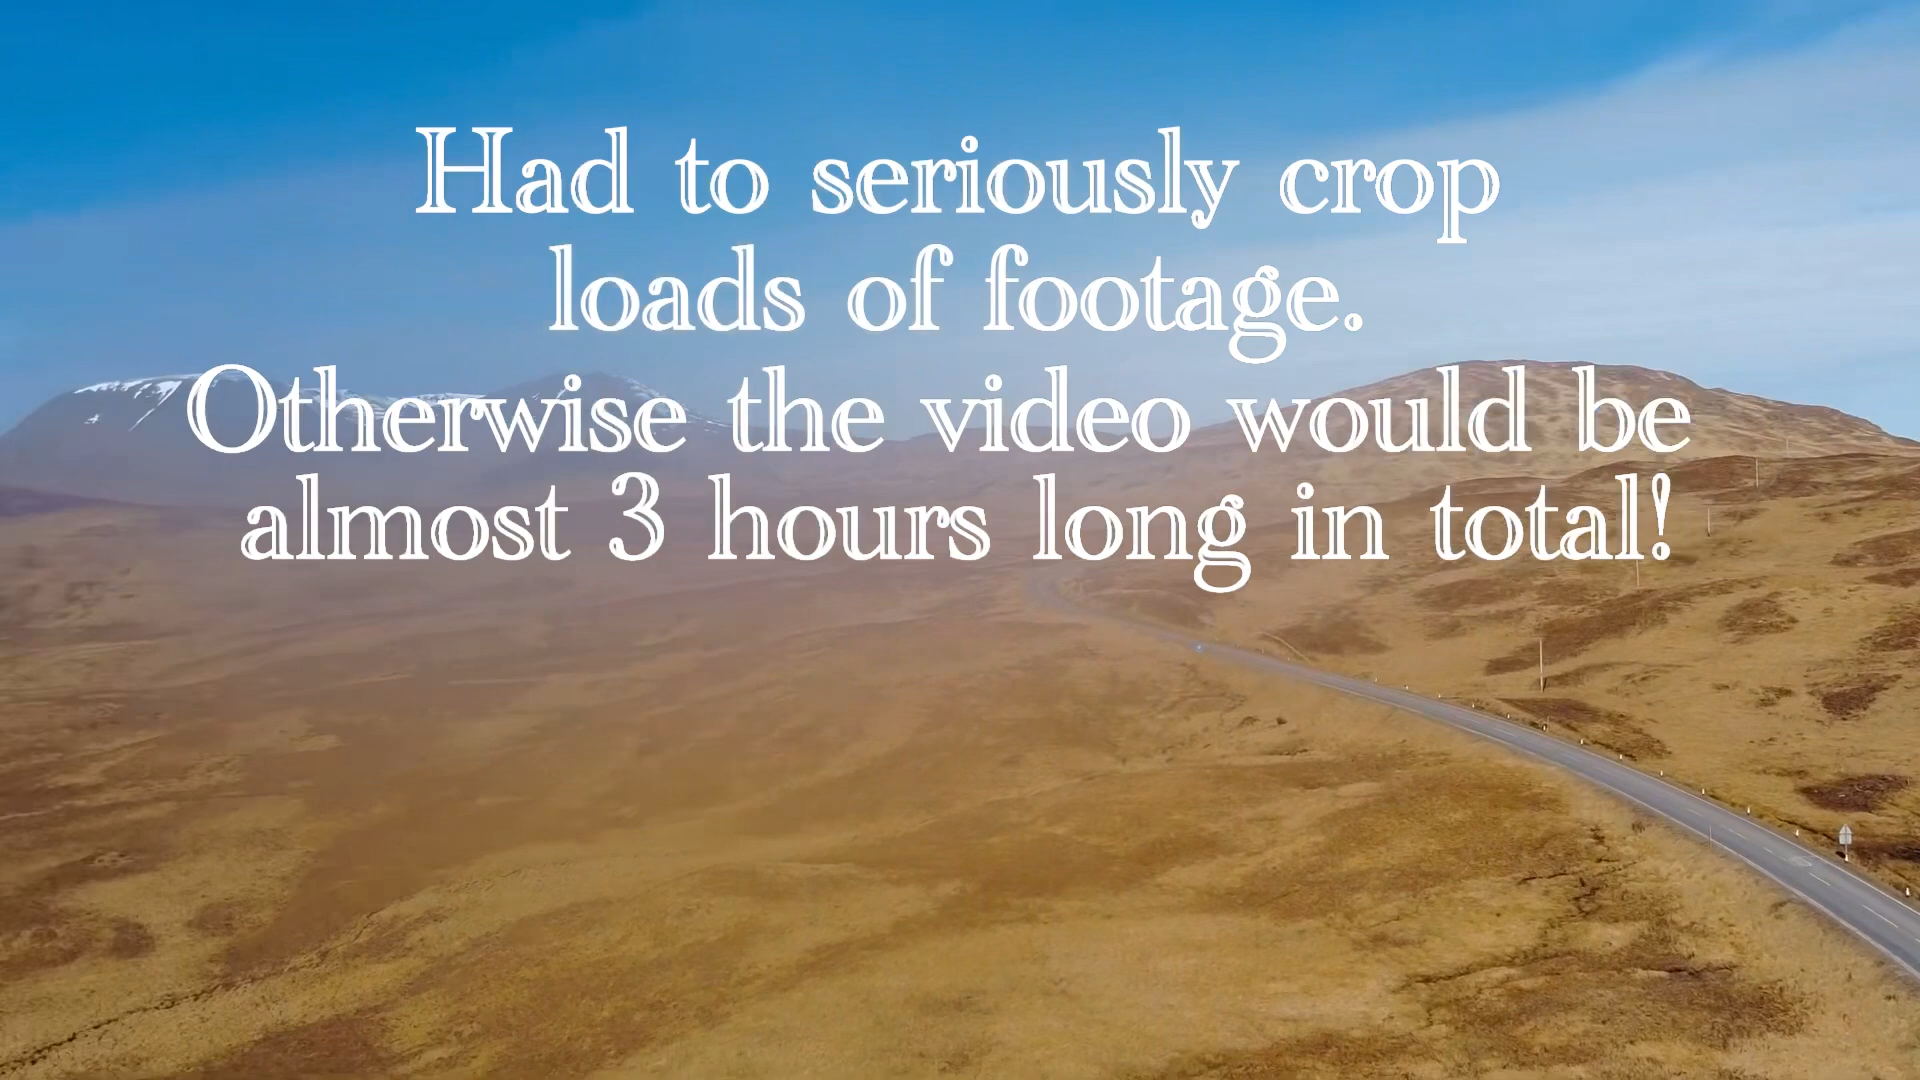 Had to seriously crop
loads of footage.
Otherwise the video would be
almost 3 hours long in total!